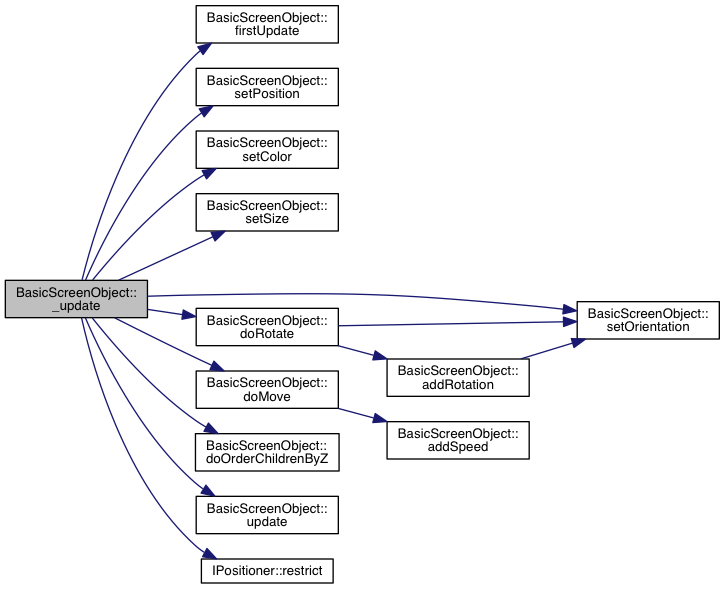 BasicScreenObject::
firstUpdate
BasicScreenObject::
setPosition
BasicScreenObject::
setColor
BasicScreenObject::
setSize
BasicScreenObject::
_update
BasicScreenObject::
setOrientation
BasicScreenObject::
doRotate
BasicScreenObject::
addRotation
BasicScreenObject::
doMove
BasicScreenObject::
addSpeed
BasicScreenObject::
doOrderChildrenByZ
BasicScreenObject::
update
IPositioner::restrict